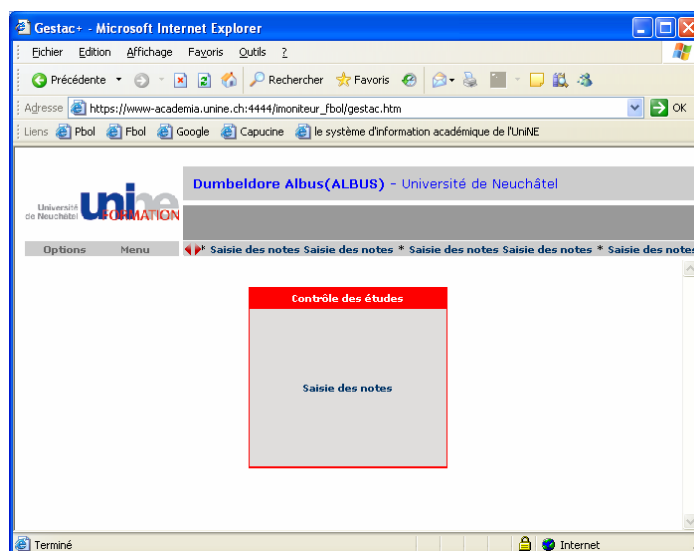 Gestac+ - Microsoft Internet Explorer
Fichier Edition Affichage Favoris Outils ?
Précédente Rechercher Favoris
Adresse https://www-academia.unine.ch:4444/imoniteur_fbol/gestac.htm OK
Liens Pbol Fbol Google Capucine le système d'information académique de l'UniNE
Dumbeldore Albus(ALBUS) - Université de Neuchâtel
Université
de Neuchâtel unine
FORMATION
Options Menu * Saisie des notes Saisie des notes * Saisie des notes Saisie des notes * Saisie des notes
Contrôle des études
Saisie des notes
Terminé Internet